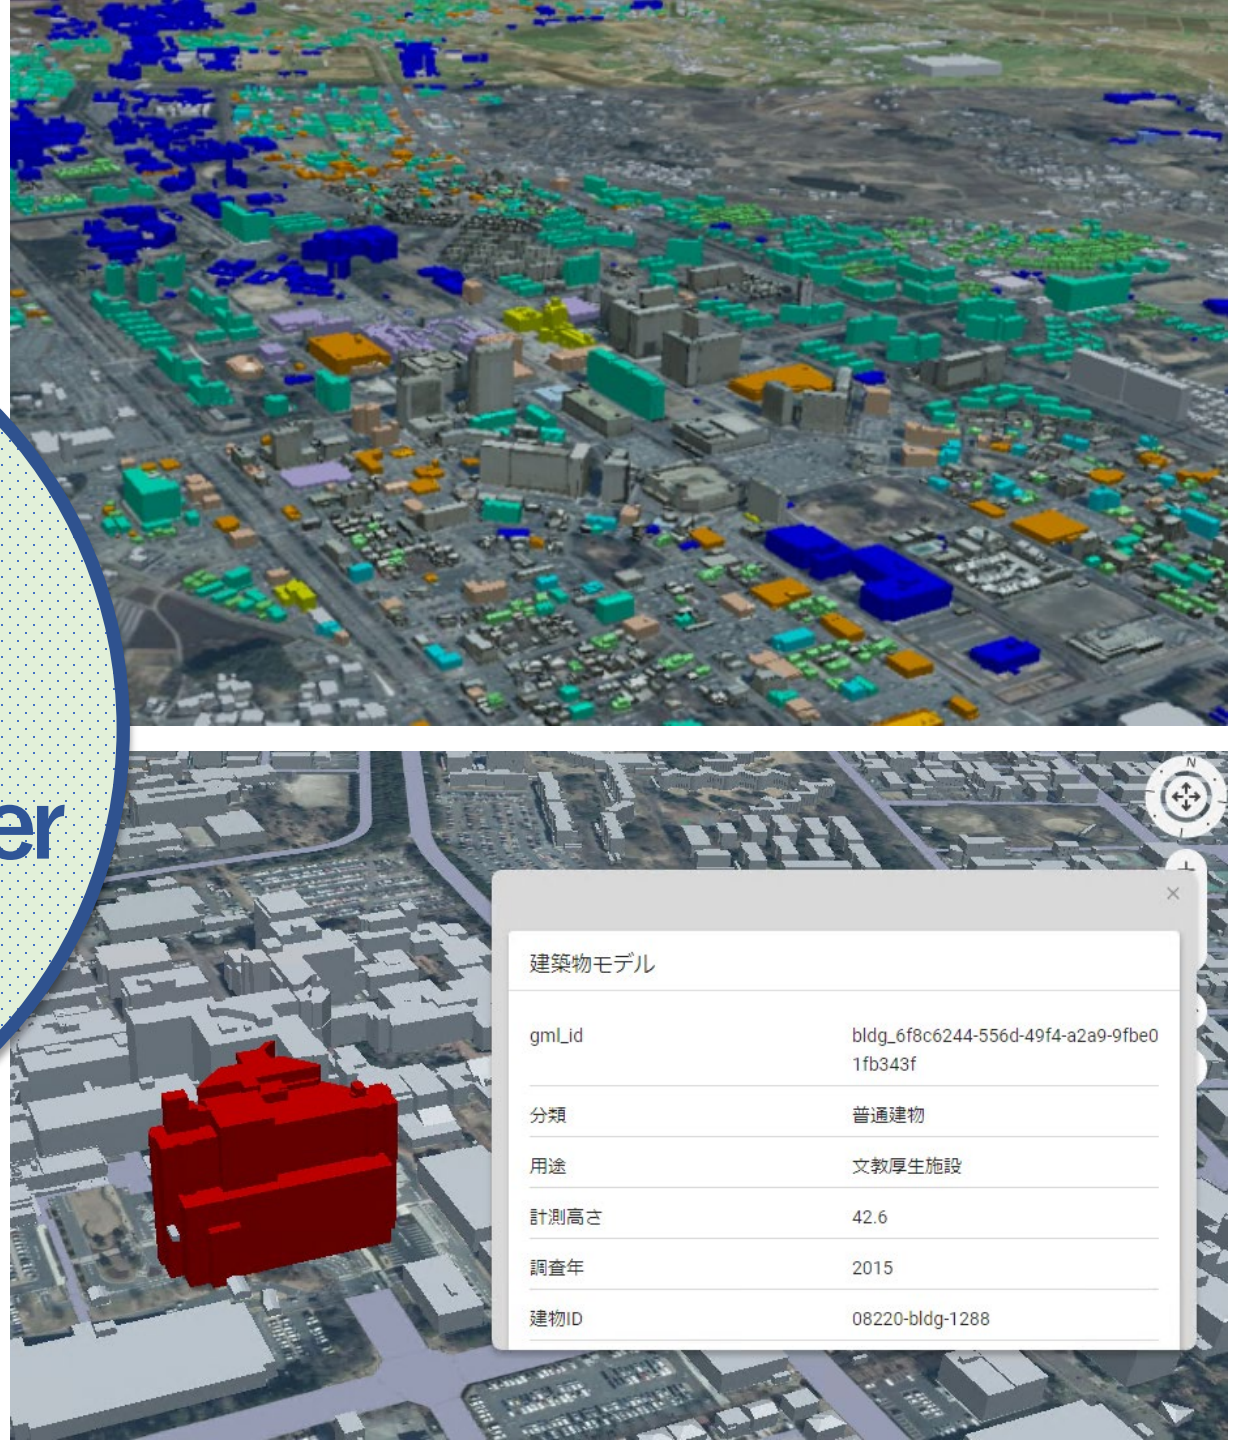 er
N
建築物モデル
gml_id bldg_6f8c6244-556d-49f4-a2a9-9fbe0
1fb343f
分類 普通建物
用途 文教厚生施設
計測高さ 42.6
調査年 2015
建物ID 08220-bldg-1288